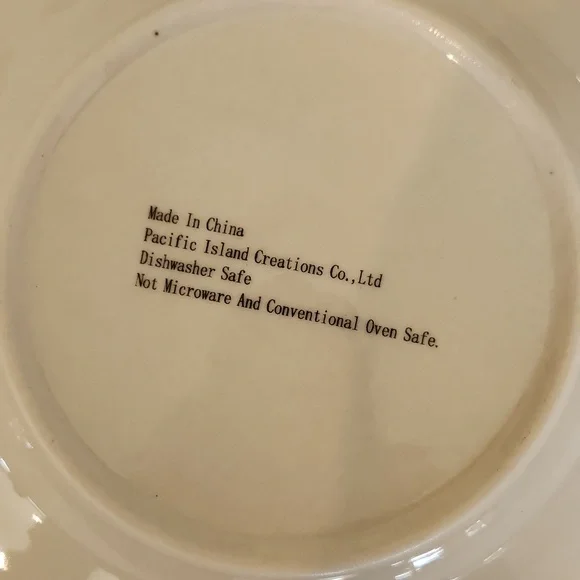 Made In China
Pacific Island Creations Co.,Ltd
Dishwasher Safe
Not Microware And Conventional Oven Safe.